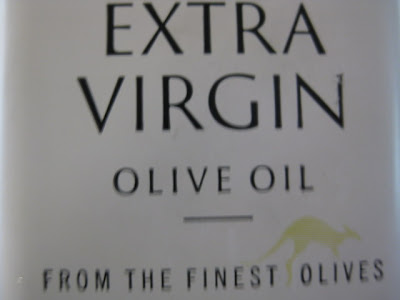 EXTRA
VIRGIN
OLIVE OIL
FROM THE FINEST OLIVES